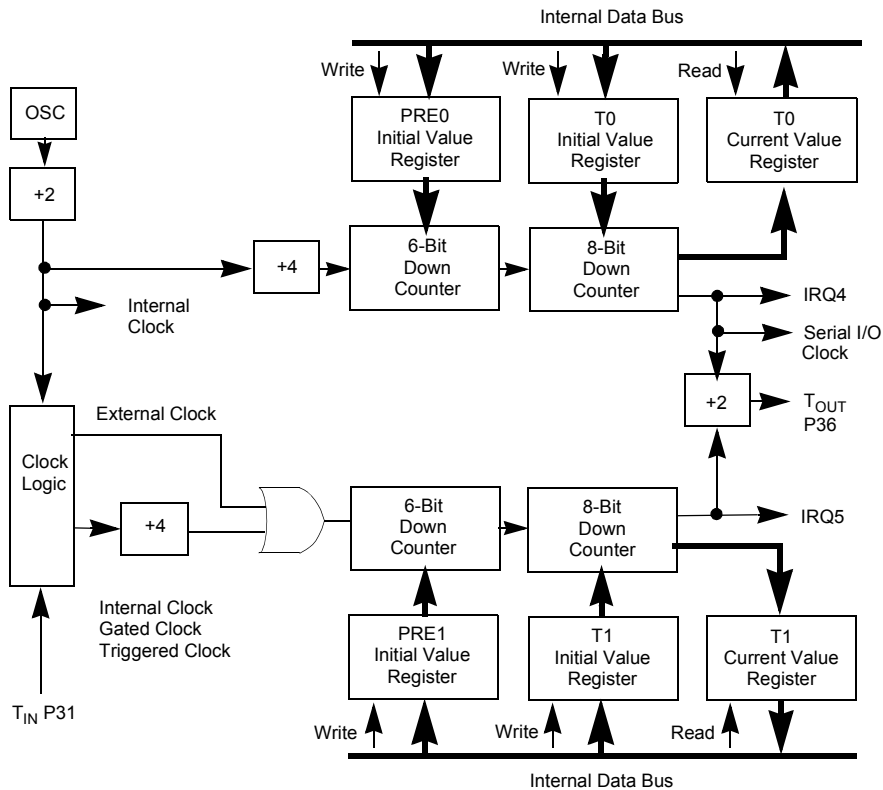 Internal Data Bus
Write
Write
Read
OSC
PRE0
Initial Value
Register
T0
Initial Value
Register
T0
Current Value
Register
+2
6-Bit
Down
Counter
8-Bit
Down
Counter
+4
Internal
Clock
IRQ4
Serial I/O
Clock
+2
TOUT
P36
External Clock
Clock
Logic
+4
6-Bit
Down
Counter
8-Bit
Down
Counter
IRQ5
Internal Clock
Gated Clock
Triggered Clock
PRE1
Initial Value
Register
T1
Initial Value
Register
T1
Current Value
Register
TIN P31
Write
Write
Read
Internal Data Bus